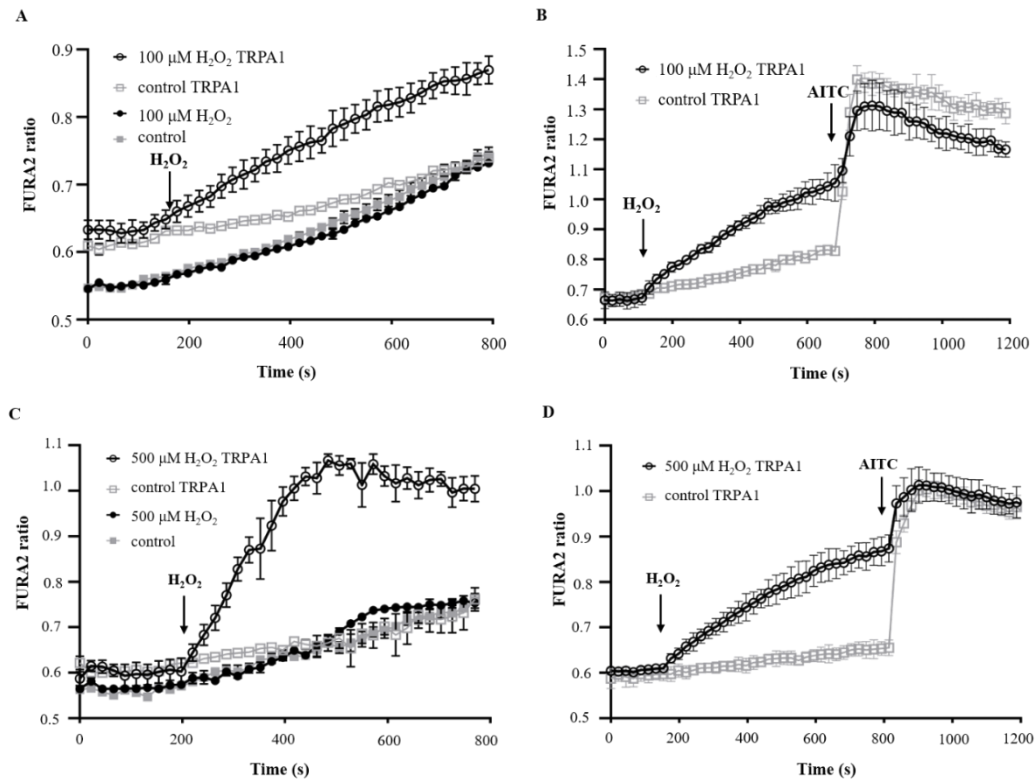 A
100 μM H₂O₂ TRPA1
control TRPA1
100 μM H₂O₂
control
H₂O₂
FURA2 ratio
0.9
0.8
0.7
0.6
0.5
0 200 400 600 800
Time (s)
B
100 μM H₂O₂ TRPA1
control TRPA1
AITC
H₂O₂
FURA2 ratio
1.5
1.4
1.3
1.2
1.1
1.0
0.9
0.8
0.7
0.6
0 200 400 600 800 1000 1200
Time (s)
C
500 μM H₂O₂ TRPA1
control TRPA1
500 μM H₂O₂
control
H₂O₂
FURA2 ratio
1.1
1.0
0.9
0.8
0.7
0.6
0.5
0 200 400 600 800
Time (s)
D
500 μM H₂O₂ TRPA1
control TRPA1
AITC
H₂O₂
FURA2 ratio
1.1
1.0
0.9
0.8
0.7
0.6
0.5
0 200 400 600 800 1000 1200
Time (s)